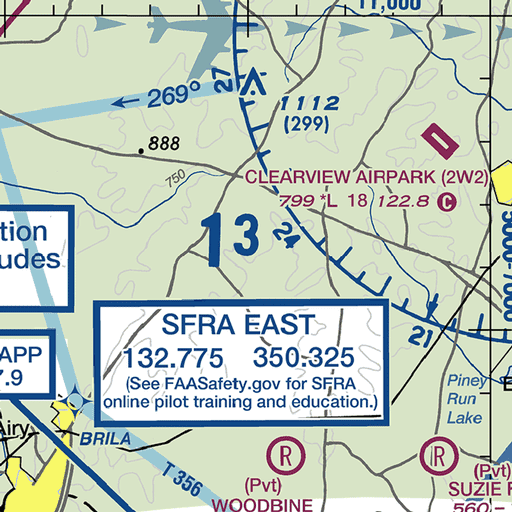 11,000
27
← 269°
1112
(299)
888
750
CLEARVIEW AIRPARK (2W2)
799 *L 18 122.8 C
13
24
tion
udes
3000-10000
SFRA EAST
132.775 350.325
(See FAASafety.gov for SFRA
online pilot training and education.)
21
APP
7.9
Piney
Run
Lake
Airy
BRILA
T 356
R
(Pvt)
WOODBINE
R
(Pvt)
SUZIE
560 –